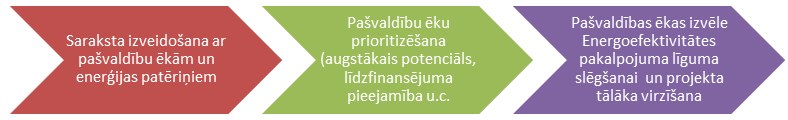 Saraksta izveidošana ar
pašvaldību ēkām un
enerģijas patēriņiem
Pašvaldību ēku
prioritizēšana
(augstākais potenciāls,
līdzfinansējuma
pieejamība u.c.
Pašvaldības ēkas izvēle
Energoefektivitātes
pakalpojuma līguma
slēgšanai un projekta
tālāka virzīšana